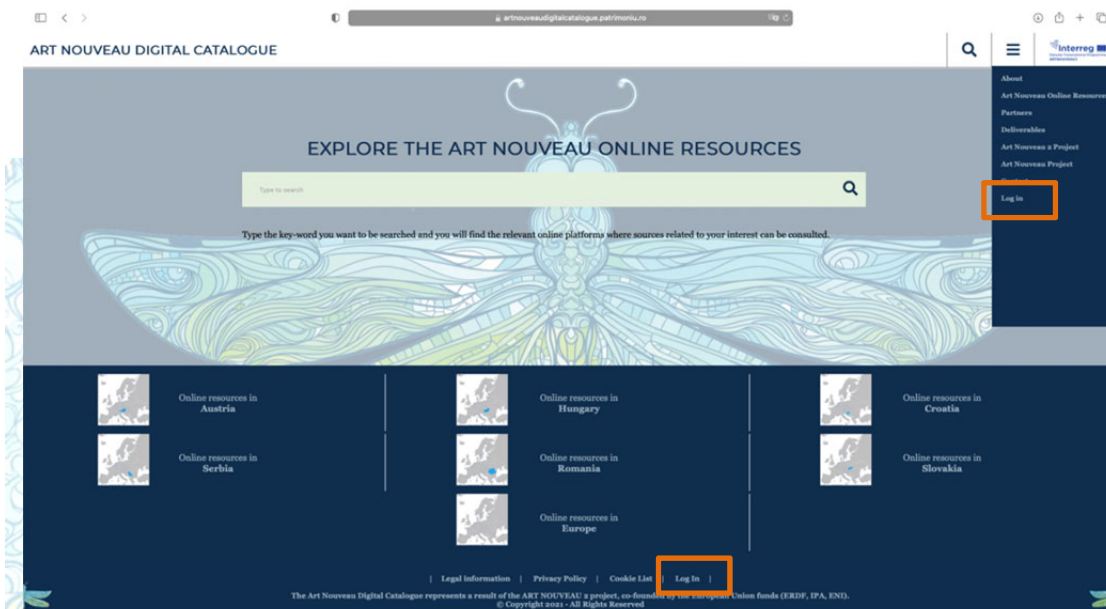 artnouveaudigitalcatalogue.patrimoniu.ro
ART NOUVEAU DIGITAL CATALOGUE
Interreg
About
Art Nouveau Online Resources
Partners
Deliverables
Art Nouveau 2 Project
Art Nouveau Project
Contact
Log in
EXPLORE THE ART NOUVEAU ONLINE RESOURCES
Type to search
Type the key-word you want to be searched and you will find the relevant online platforms where sources related to your interest can be consulted.
Online resources in
Austria
Online resources in
Hungary
Online resources in
Croatia
Online resources in
Serbia
Online resources in
Romania
Online resources in
Slovakia
Online resources in
Europe
| Legal information | Privacy Policy | Cookie List | Log In |
The Art Nouveau Digital Catalogue represents a result of the ART NOUVEAU 2 project, co-founded by the European Union funds (ERDF, IPA, ENI).
© Copyright 2021 - All Rights Reserved